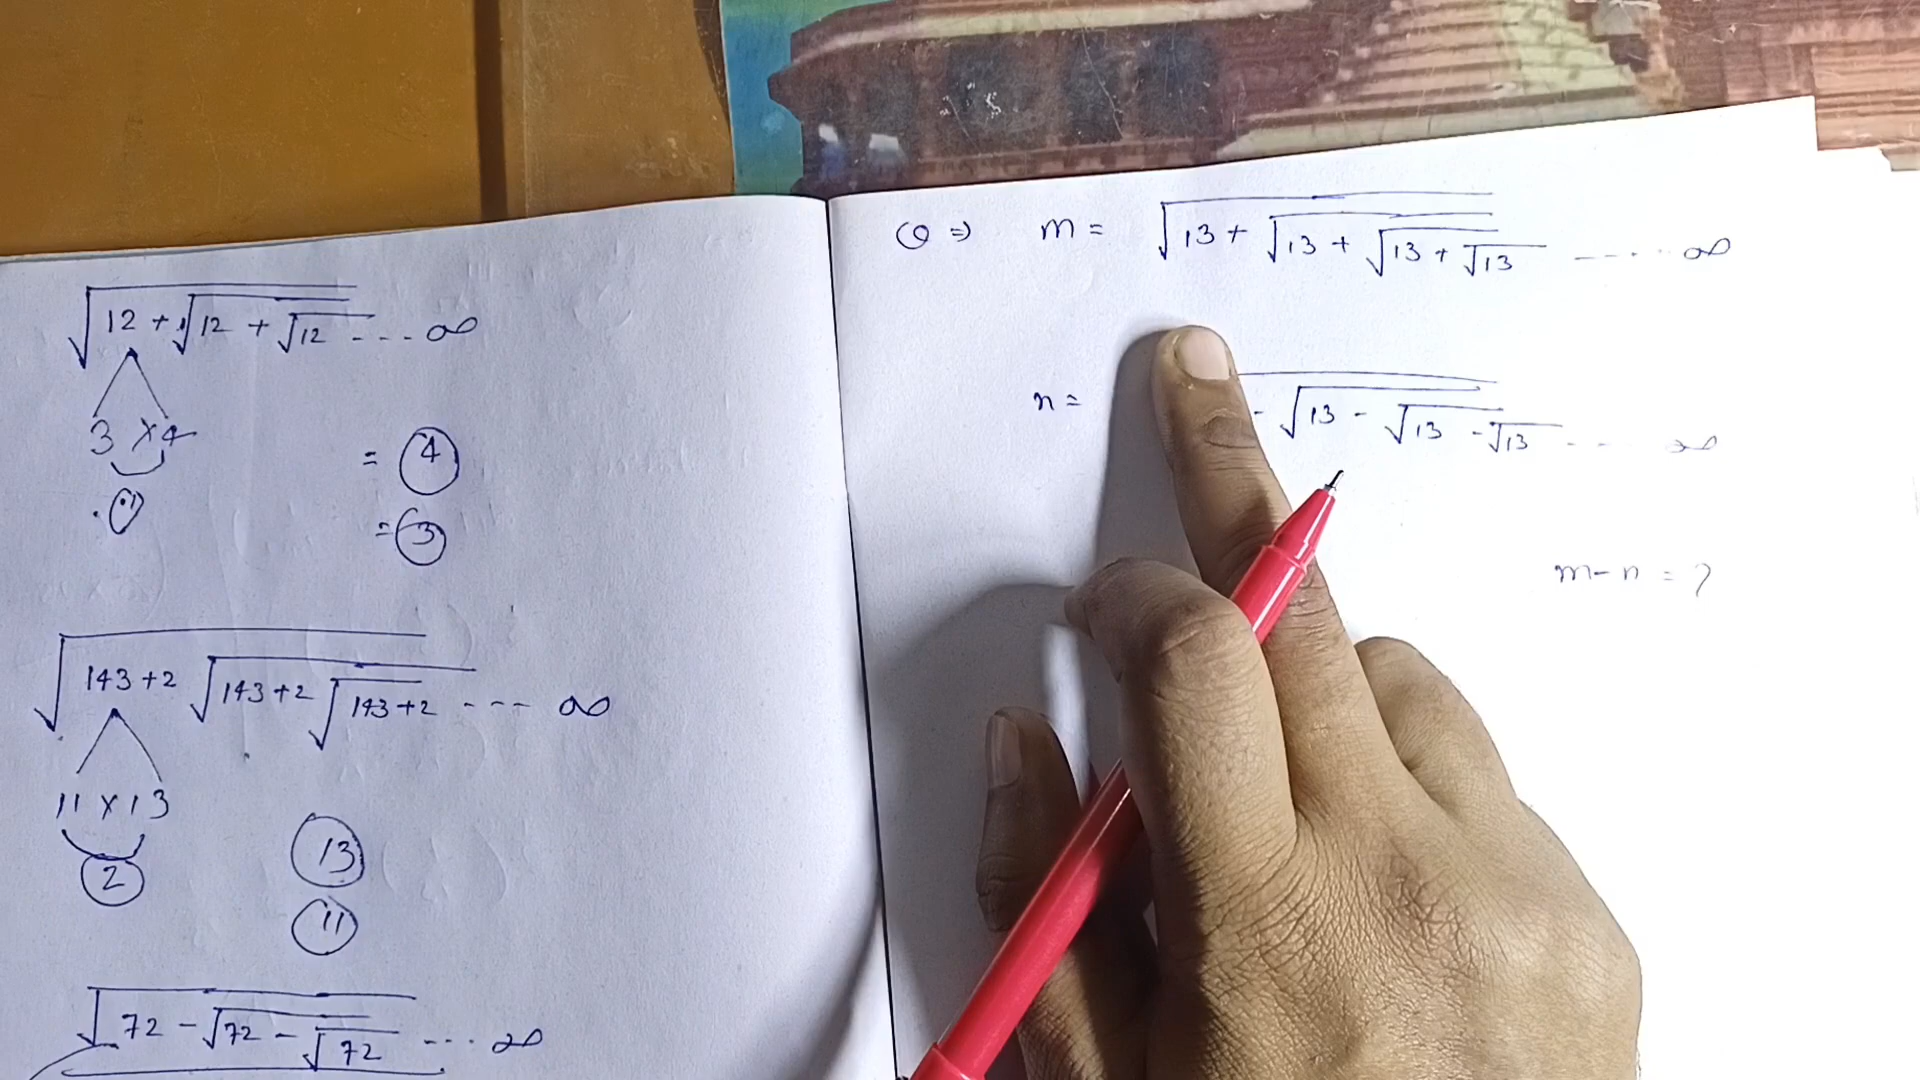 √12 + √12 + √12 --- ∞
3 × 4
1
= 4
= 3
√143+2 √143+2 √143+2 --- ∞
11 × 13
2
13
11
√72 - √72 - √72 --- ∞
Q ⇒ m = √13 + √13 + √13 + √13 ----- ∞
n = - √13 - √13 - √13 --- ∞
m - n = ?